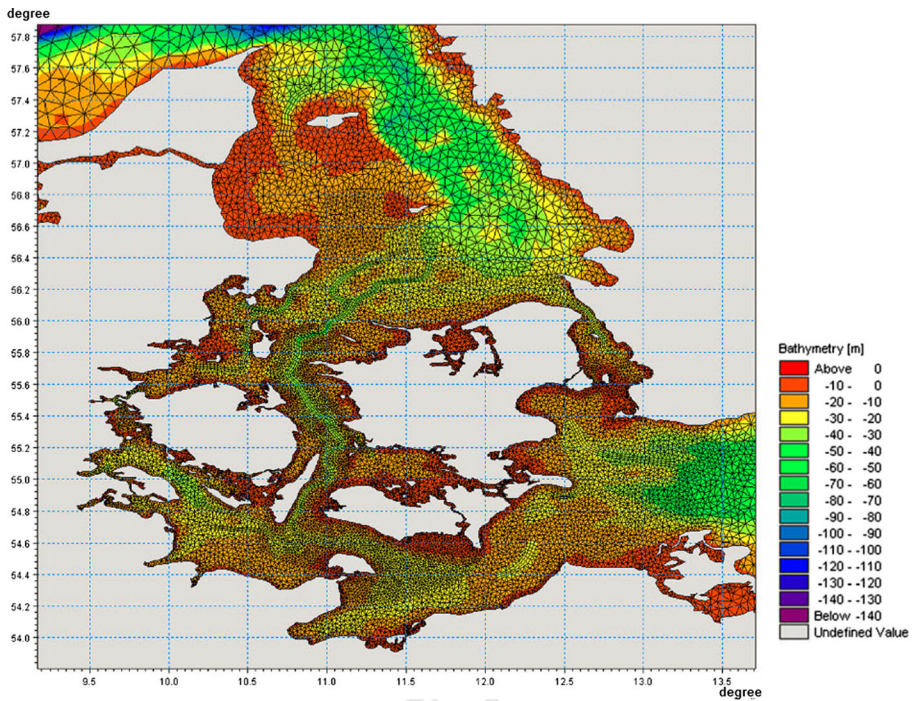 degree
57.8
57.6
57.4
57.2
57.0
56.8
56.6
56.4
56.2
56.0
55.8
55.6
55.4
55.2
55.0
54.8
54.6
54.4
54.2
54.0
9.5 10.0 10.5 11.0 11.5 12.0 12.5 13.0 13.5
degree
Bathymetry [m]
Above 0
-10 - 0
-20 - -10
-30 - -20
-40 - -30
-50 - -40
-60 - -50
-70 - -60
-80 - -70
-90 - -80
-100 - -90
-110 - -100
-120 - -110
-130 - -120
-140 - -130
Below -140
Undefined Value